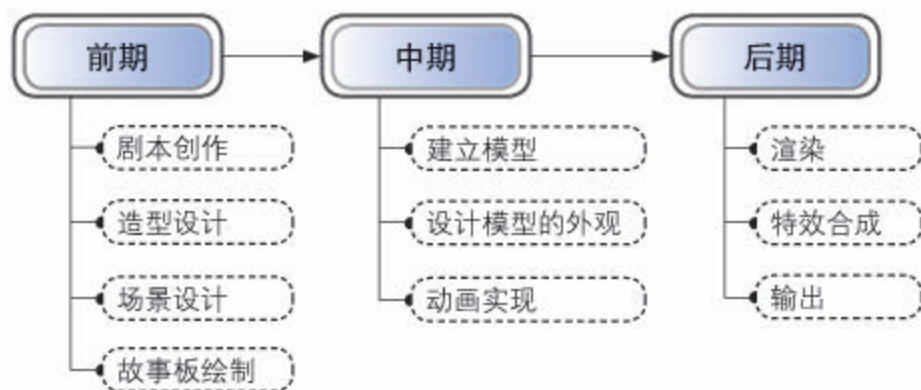 前期
中期
后期
剧本创作
造型设计
场景设计
故事板绘制
建立模型
设计模型的外观
动画实现
渲染
特效合成
输出